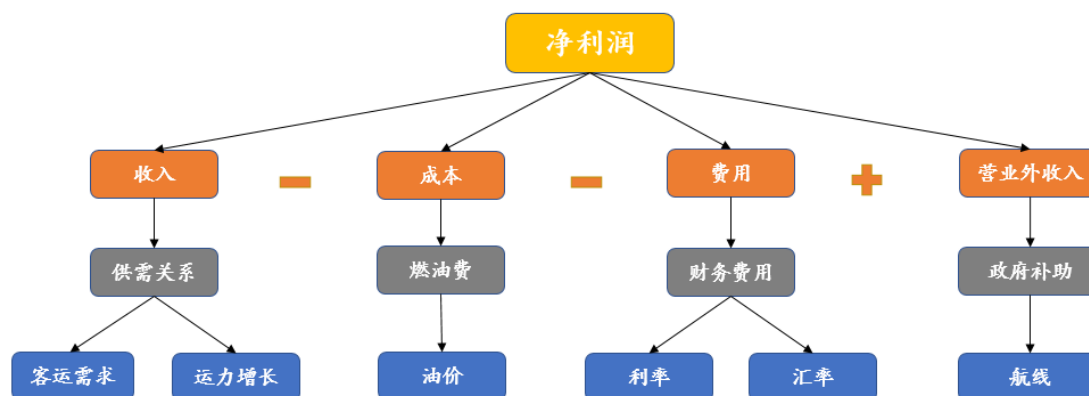 净利润
收入
成本
费用
营业外收入
供需关系
燃油费
财务费用
政府补助
客运需求
运力增长
油价
利率
汇率
航线